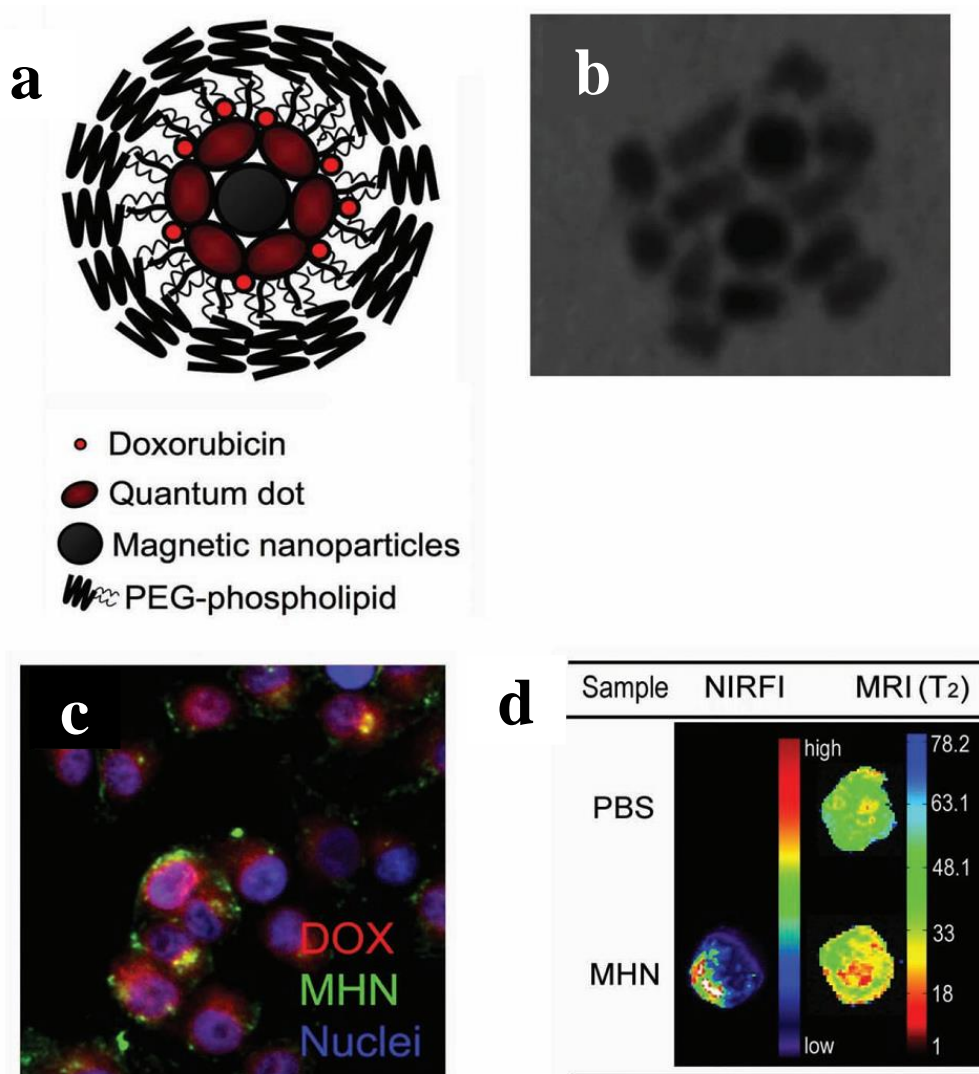 a
b
Doxorubicin
Quantum dot
Magnetic nanoparticles
PEG-phospholipid
c
DOX
MHN
Nuclei
d
Sample NIRFI MRI (T₂)
PBS
MHN
high
low
78.2
63.1
48.1
33
18
1